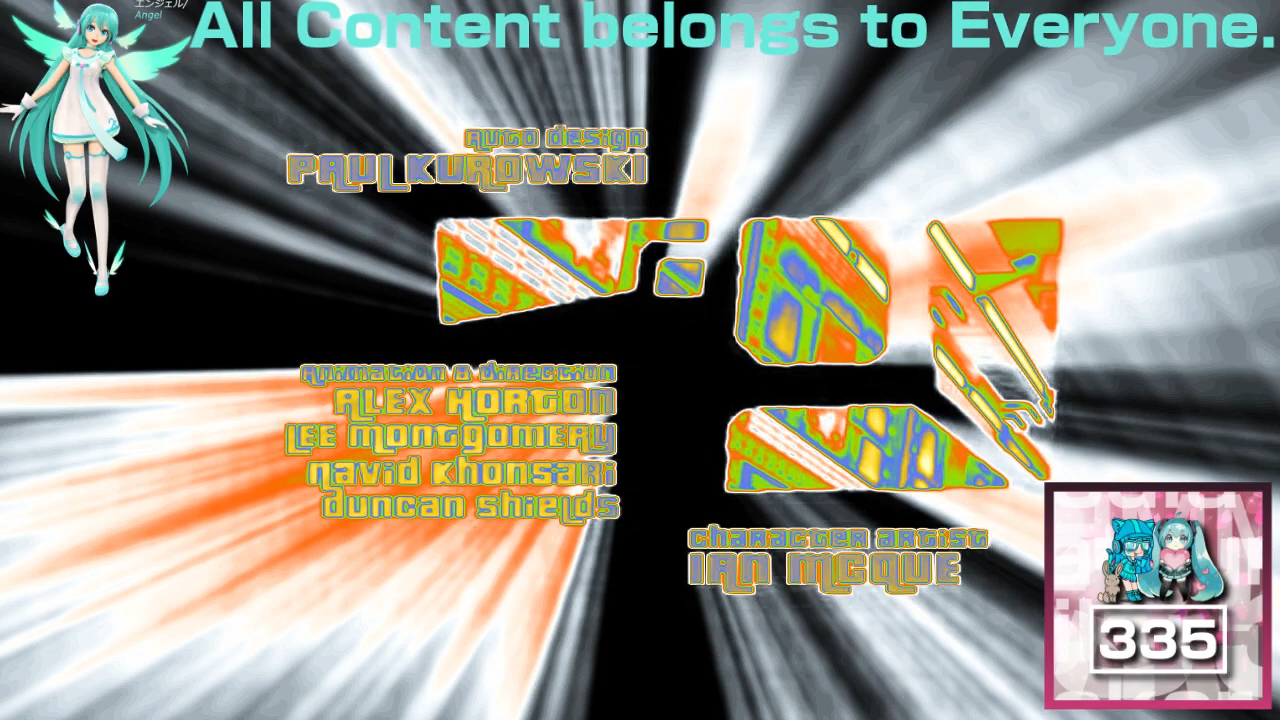 エンジェル/
Angel
All Content belongs to Everyone.
auto design
PAUL KUROWSKI
animation & direction
ALEX HORTON
LEE MONTGOMERY
navid khonsari
duncan shields
character artist
IAN MCQUE
335